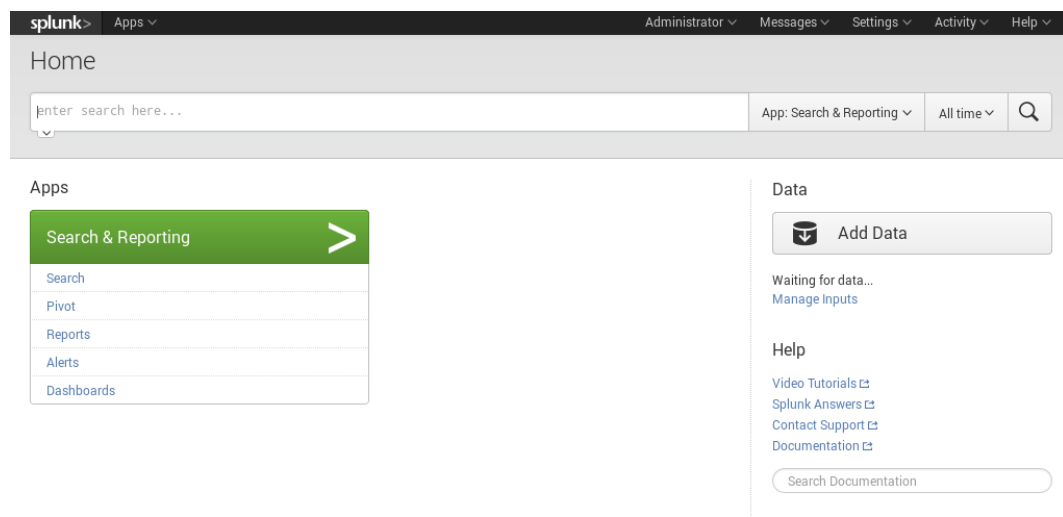 splunk> Apps Administrator Messages Settings Activity Help
Home
enter search here...
App: Search & Reporting
All time
Apps
Search & Reporting >
Search
Pivot
Reports
Alerts
Dashboards
Data
Add Data
Waiting for data...
Manage Inputs
Help
Video Tutorials
Splunk Answers
Contact Support
Documentation
Search Documentation